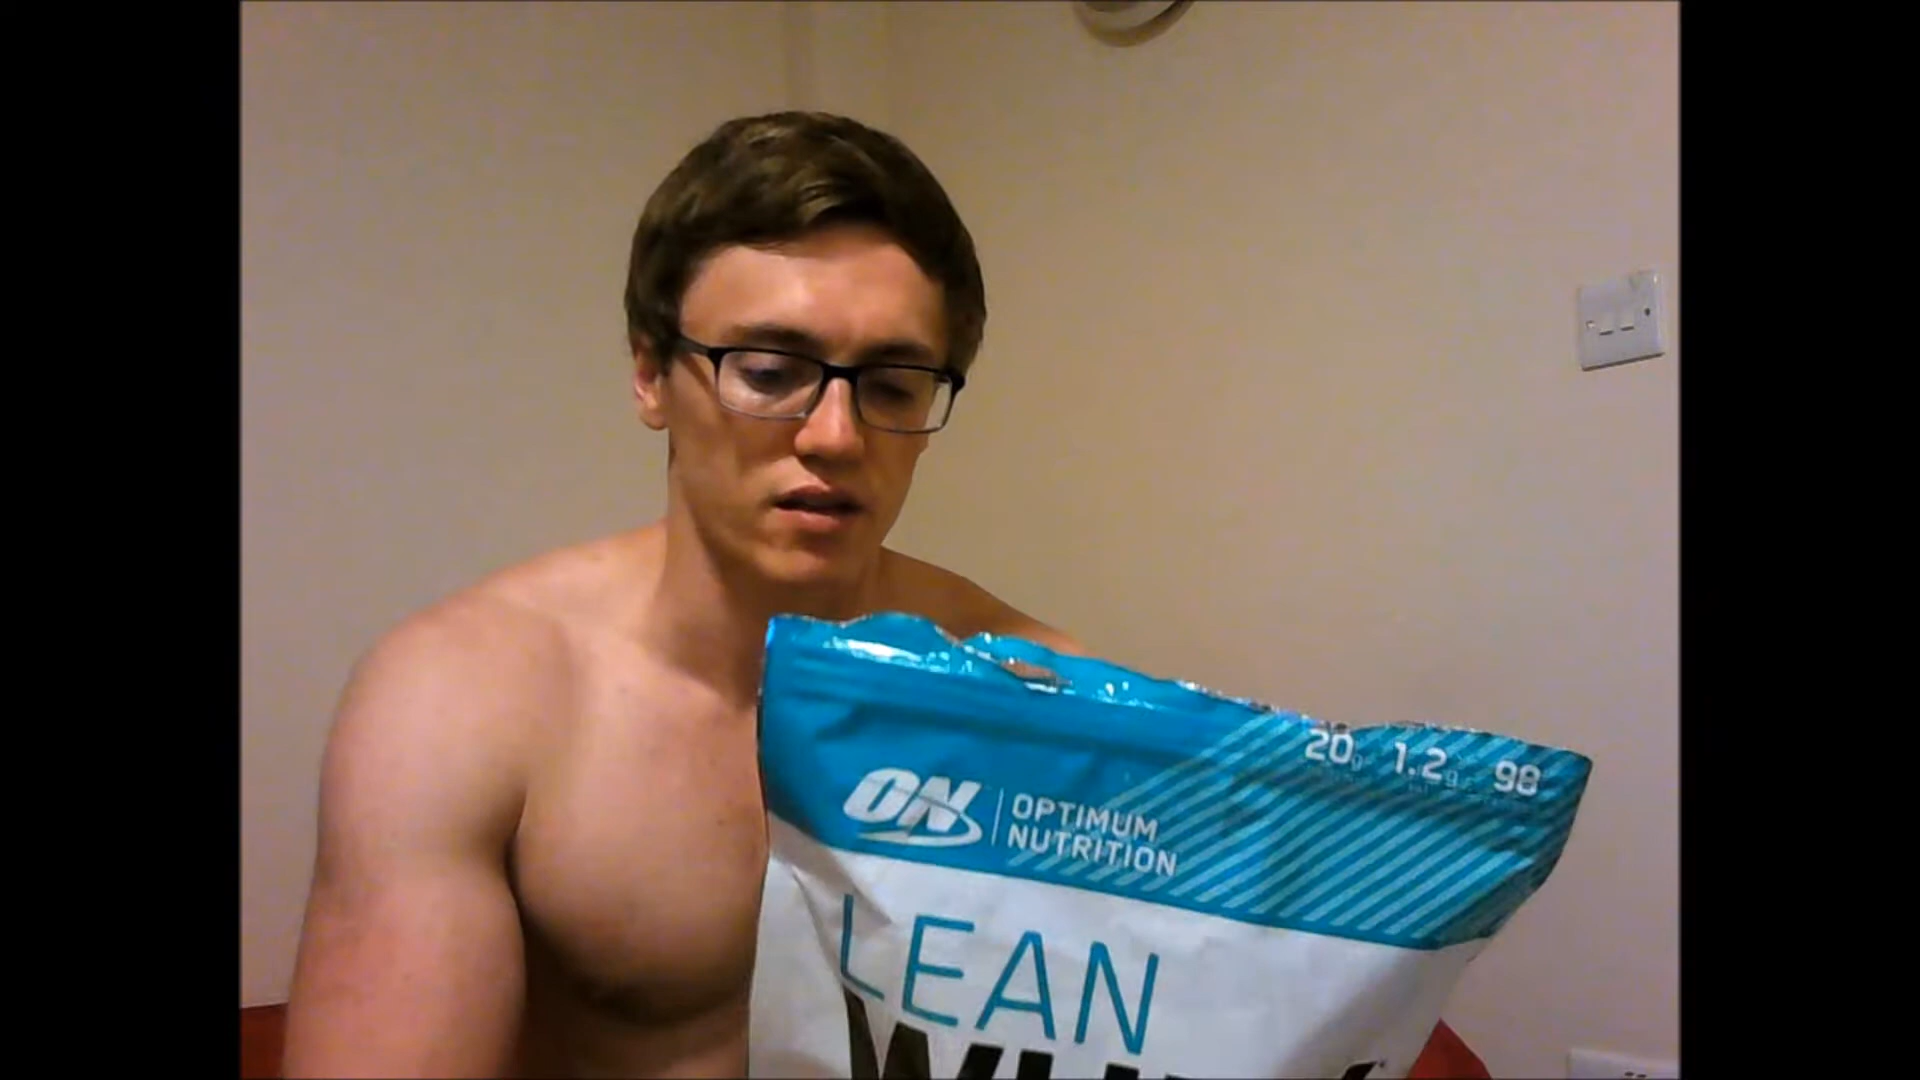 20g 1.2g 98
ON
OPTIMUM
NUTRITION
LEAN